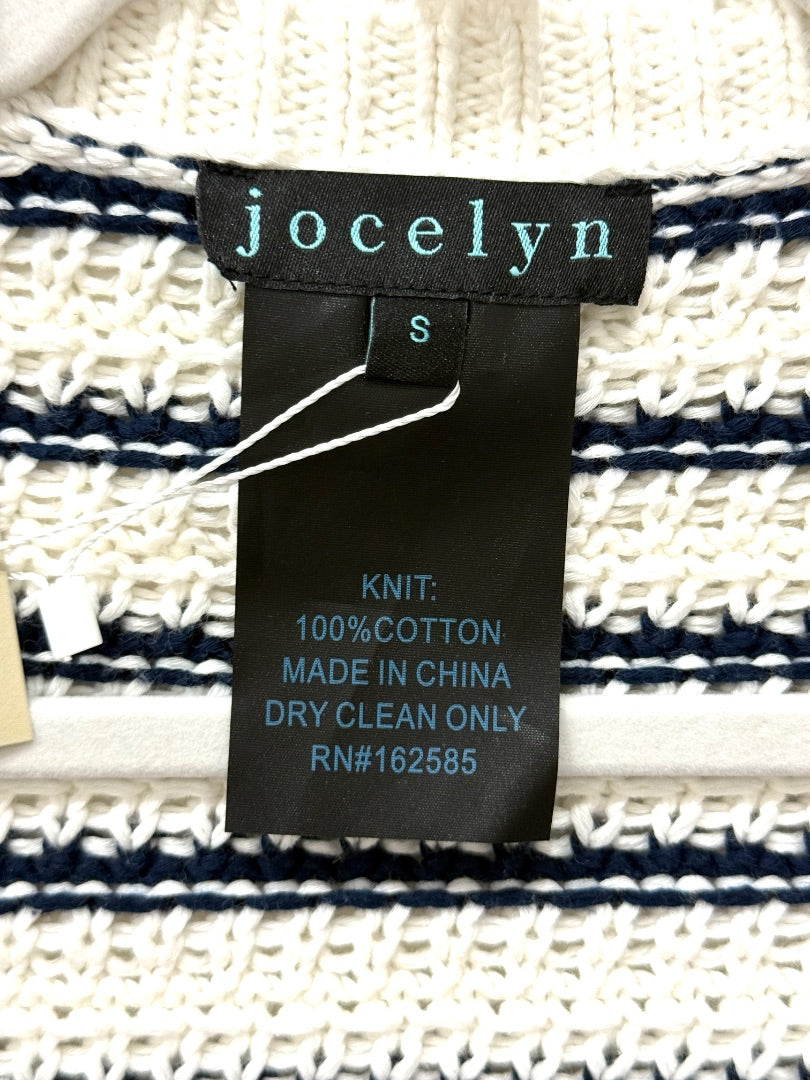 jocelyn
S
KNIT:
100%COTTON
MADE IN CHINA
DRY CLEAN ONLY
RN#162585